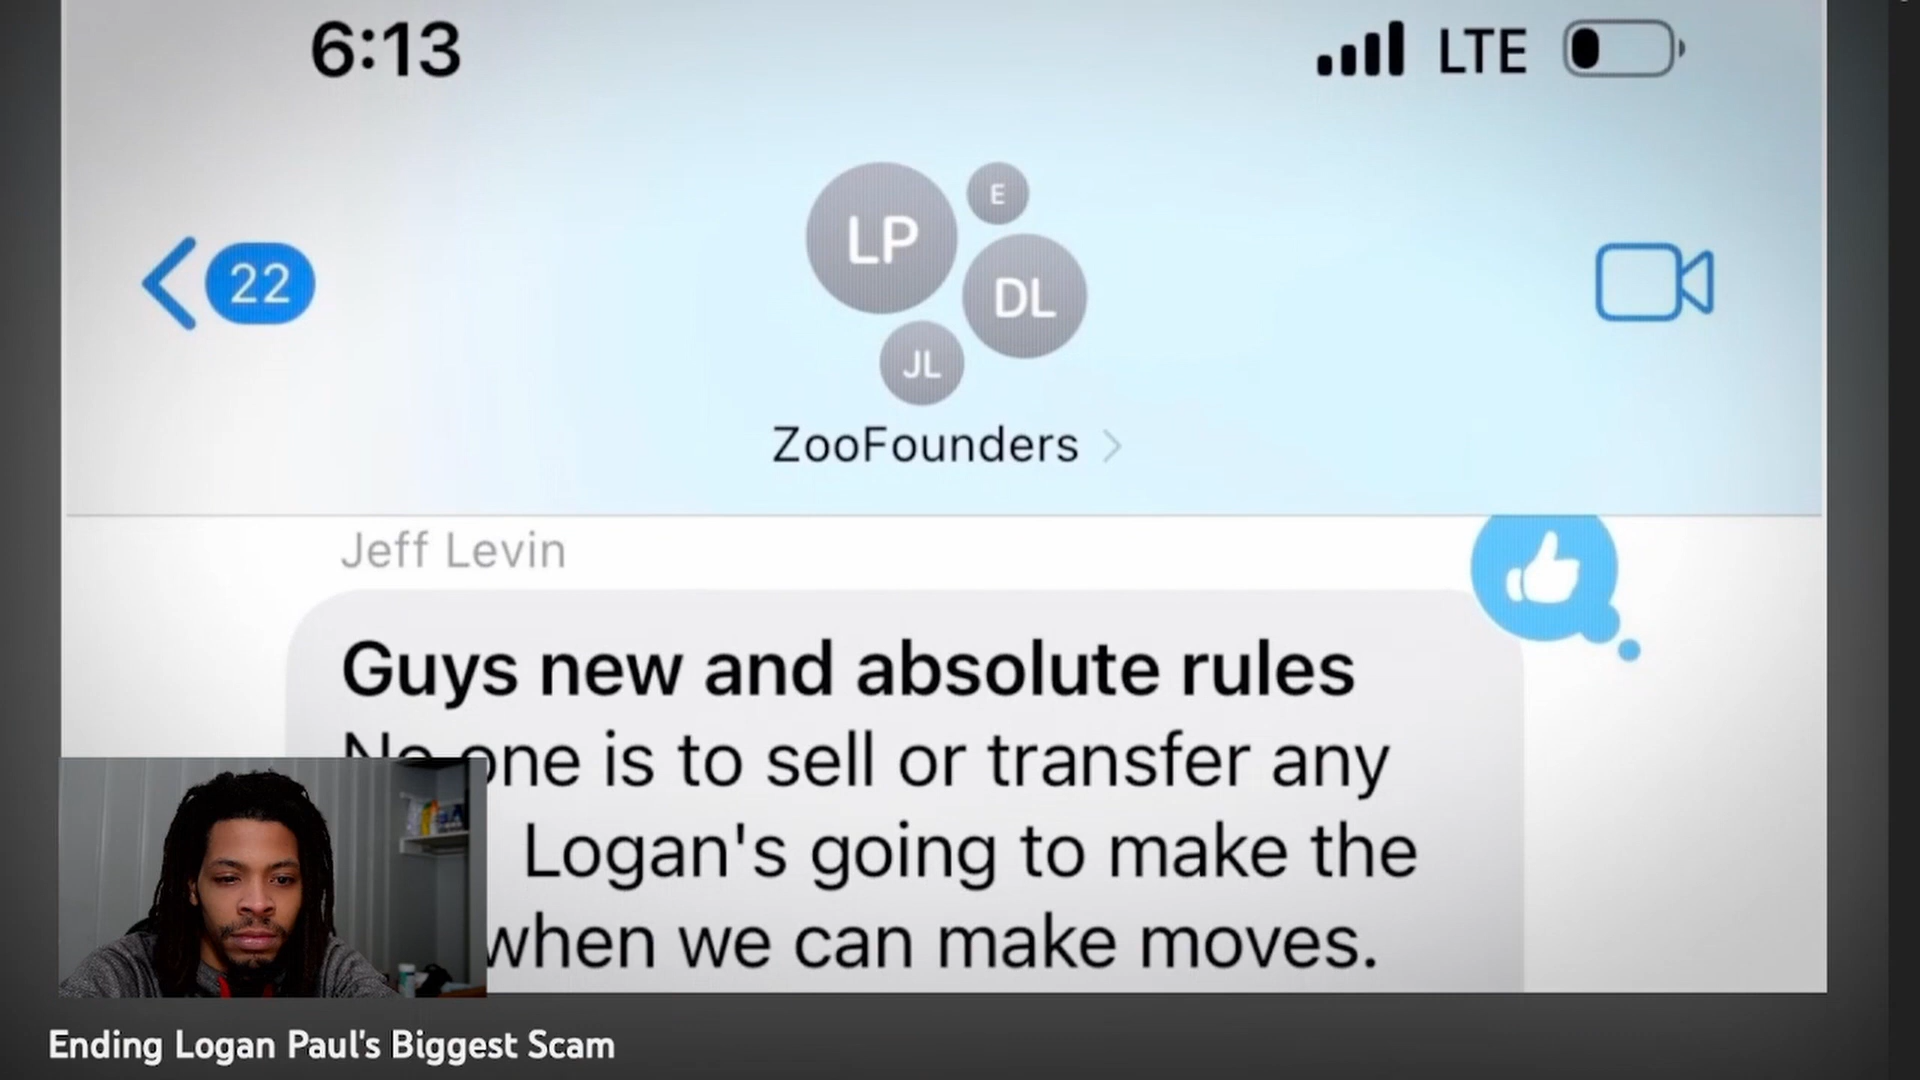 6:13
LTE
22
LP
E
DL
JL
ZooFounders
Jeff Levin
Guys new and absolute rules
No one is to sell or transfer any
Logan's going to make the
when we can make moves.
Ending Logan Paul's Biggest Scam